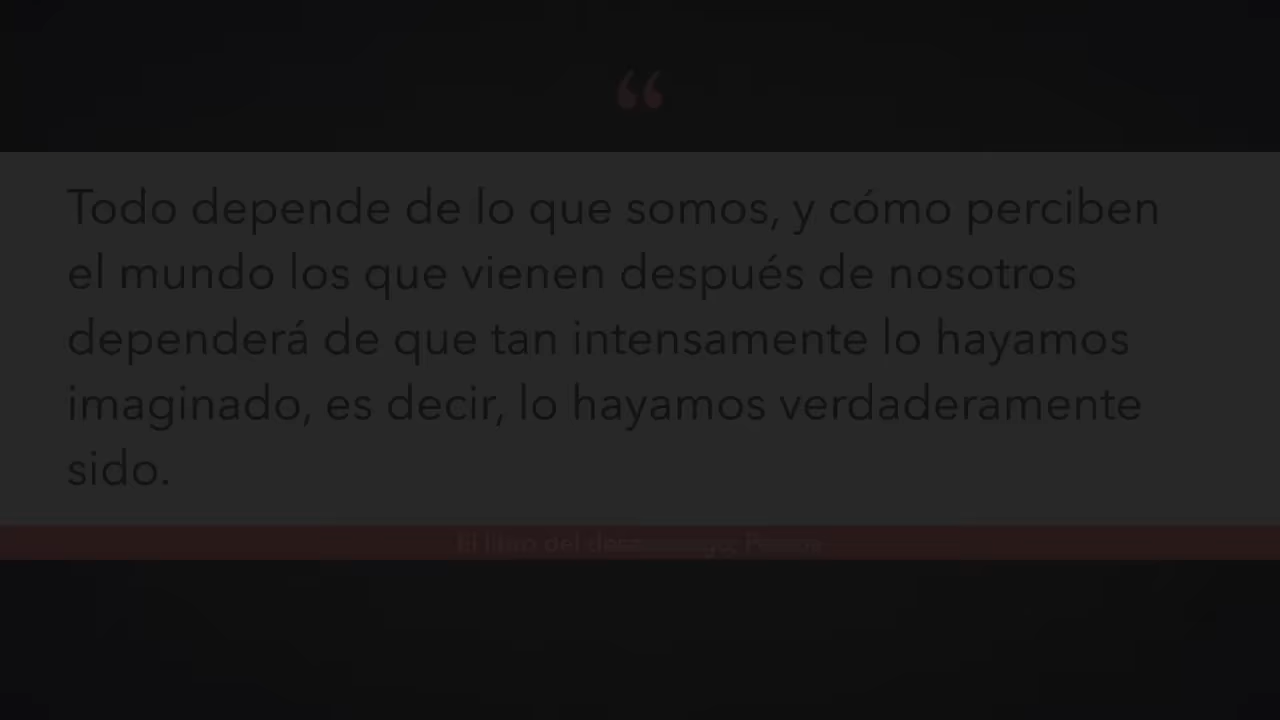 “
Todo depende de lo que somos, y cómo perciben
el mundo los que vienen después de nosotros
dependerá de que tan intensamente lo hayamos
imaginado, es decir, lo hayamos verdaderamente
sido.
El libro del